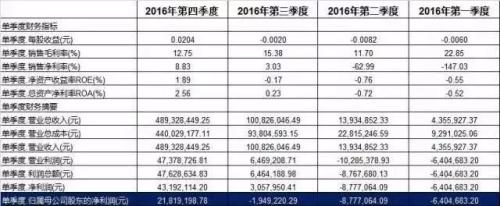 2016年第四季度 2016年第三季度 2016年第二季度 2016年第一季度
单季度财务指标
单季度.每股收益(元) 0.0204 -0.0020 -0.0082 -0.0060
单季度.销售毛利率(%) 12.75 15.38 11.70 22.85
单季度.销售净利率(%) 8.83 3.03 -62.99 -147.03
单季度.净资产收益率ROE(%) 1.89 -0.17 -0.76 -0.55
单季度.总资产净利率ROA(%) 2.56 0.23 -0.72 -0.52
单季度财务摘要
单季度.营业总收入(元) 489,328,449.25 100,826,046.49 13,934,852.33 4,355,927.37
单季度.营业总成本(元) 440,029,177.11 93,804,593.15 22,815,246.59 9,291,025.06
单季度.营业收入(元) 489,328,449.25 100,826,046.49 13,934,852.33 4,355,927.37
单季度.营业利润(元) 47,378,726.81 6,469,208.71 -10,285,378.93 -6,404,683.20
单季度.利润总额(元) 47,628,634.83 6,464,188.98 -8,767,680.13 -6,404,683.20
单季度.净利润(元) 43,192,114.20 3,057,950.41 -8,777,064.09 -6,404,683.20
单季度.归属母公司股东的净利润(元) 21,819,198.78 -1,949,220.29 -8,777,064.09 -6,404,683.20